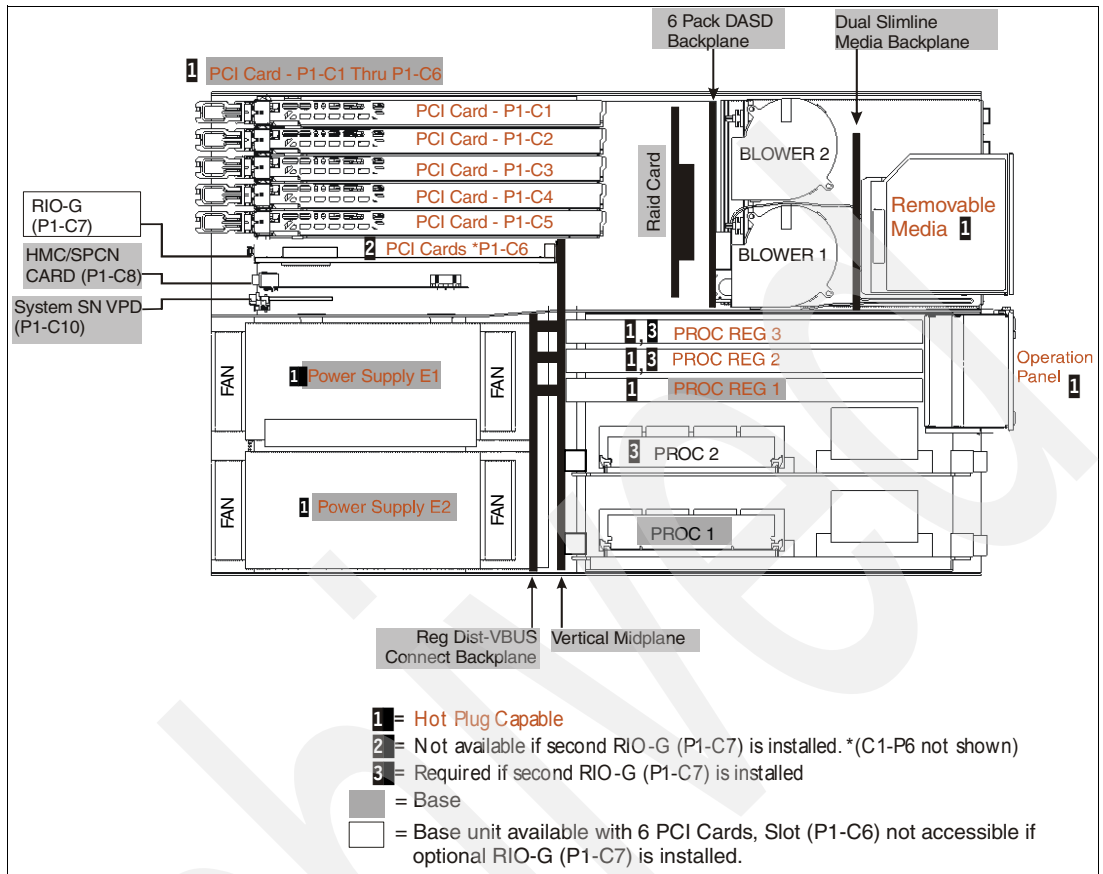 6 Pack DASD
Backplane
Dual Slimline
Media Backplane
1 PCI Card - P1-C1 Thru P1-C6
PCI Card - P1-C1
PCI Card - P1-C2
PCI Card - P1-C3
PCI Card - P1-C4
PCI Card - P1-C5
2 PCI Cards *P1-C6
RIO-G
(P1-C7)
HMC/SPCN
CARD (P1-C8)
System SN VPD
(P1-C10)
Raid Card
BLOWER 2
BLOWER 1
Removable
Media 1
FAN
1 Power Supply E1
FAN
1,3 PROC REG 3
1,3 PROC REG 2
1 PROC REG 1
Operation
Panel 1
3 PROC 2
FAN
1 Power Supply E2
FAN
PROC 1
Reg Dist-VBUS
Connect Backplane
Vertical Midplane
1 = Hot Plug Capable
2 = Not available if second RIO-G (P1-C7) is installed. *(C1-P6 not shown)
3 = Required if second RIO-G (P1-C7) is installed
= Base
= Base unit available with 6 PCI Cards, Slot (P1-C6) not accessible if
optional RIO-G (P1-C7) is installed.